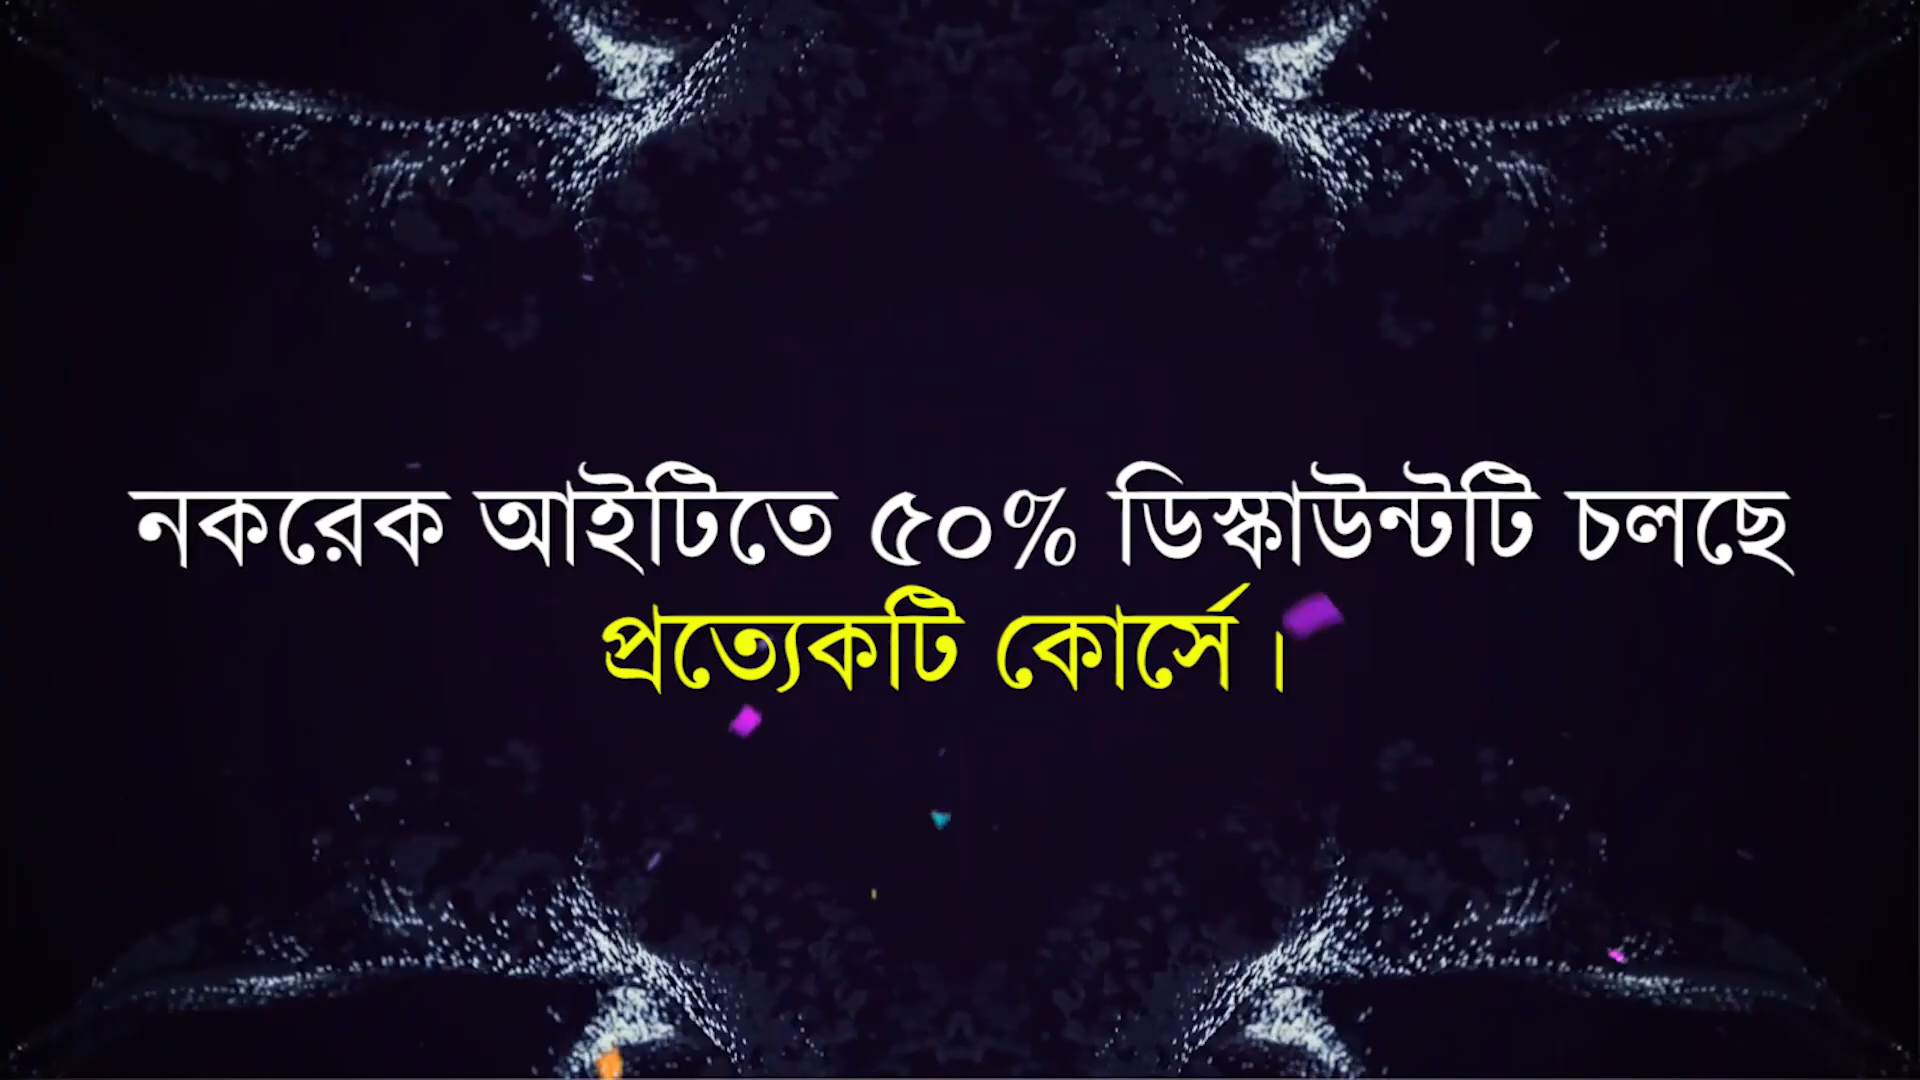 নকরেক আইটিতে ৫০% ডিস্কাউন্টটি চলছে
প্রত্যেকটি কোর্সে।